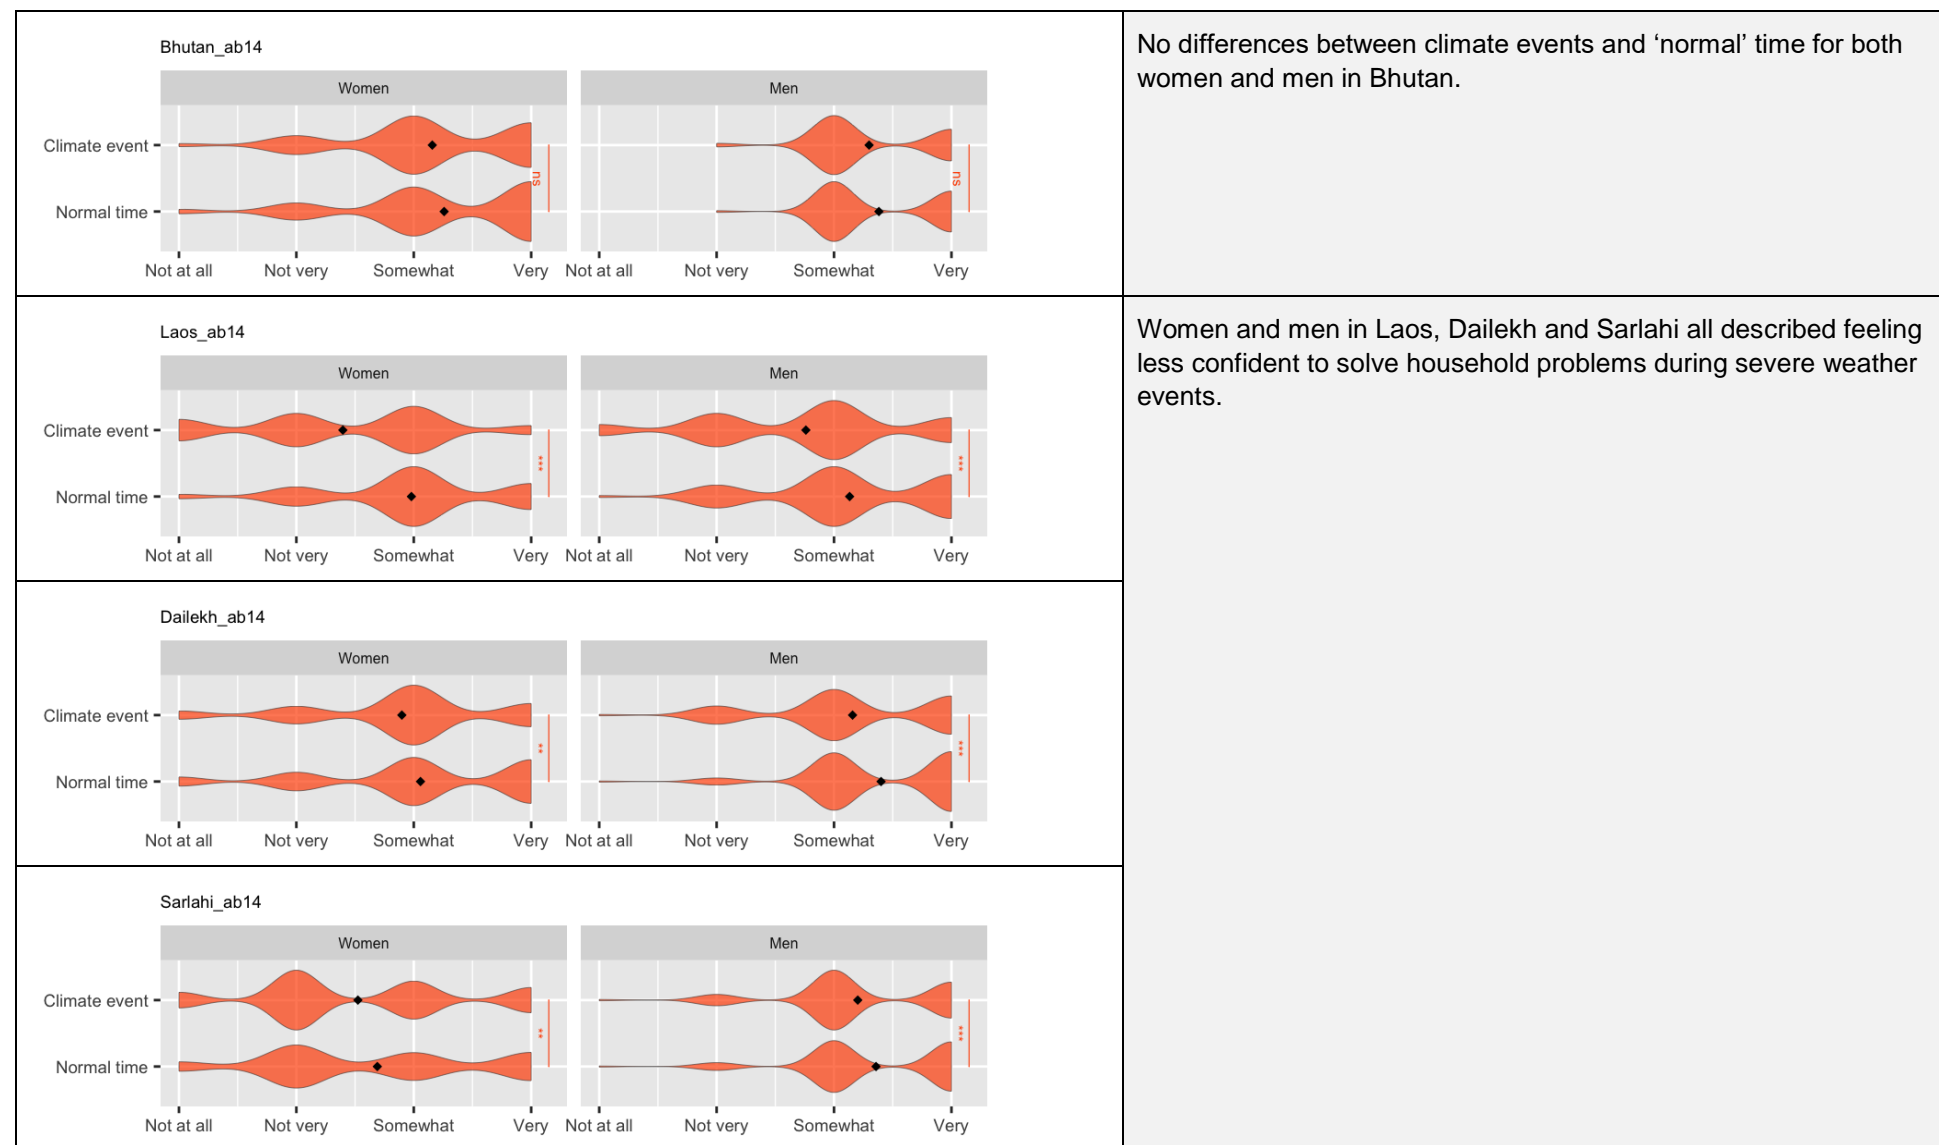 Bhutan_ab14
Women
Men
Climate event
Normal time
ns
ns
Not at all
Not very
Somewhat
Very
Not at all
Not very
Somewhat
Very
No differences between climate events and ‘normal’ time for both
women and men in Bhutan.
Laos_ab14
Women
Men
Climate event
Normal time
***
***
Not at all
Not very
Somewhat
Very
Not at all
Not very
Somewhat
Very
Women and men in Laos, Dailekh and Sarlahi all described feeling
less confident to solve household problems during severe weather
events.
Dailekh_ab14
Women
Men
Climate event
Normal time
**
***
Not at all
Not very
Somewhat
Very
Not at all
Not very
Somewhat
Very
Sarlahi_ab14
Women
Men
Climate event
Normal time
**
***
Not at all
Not very
Somewhat
Very
Not at all
Not very
Somewhat
Very